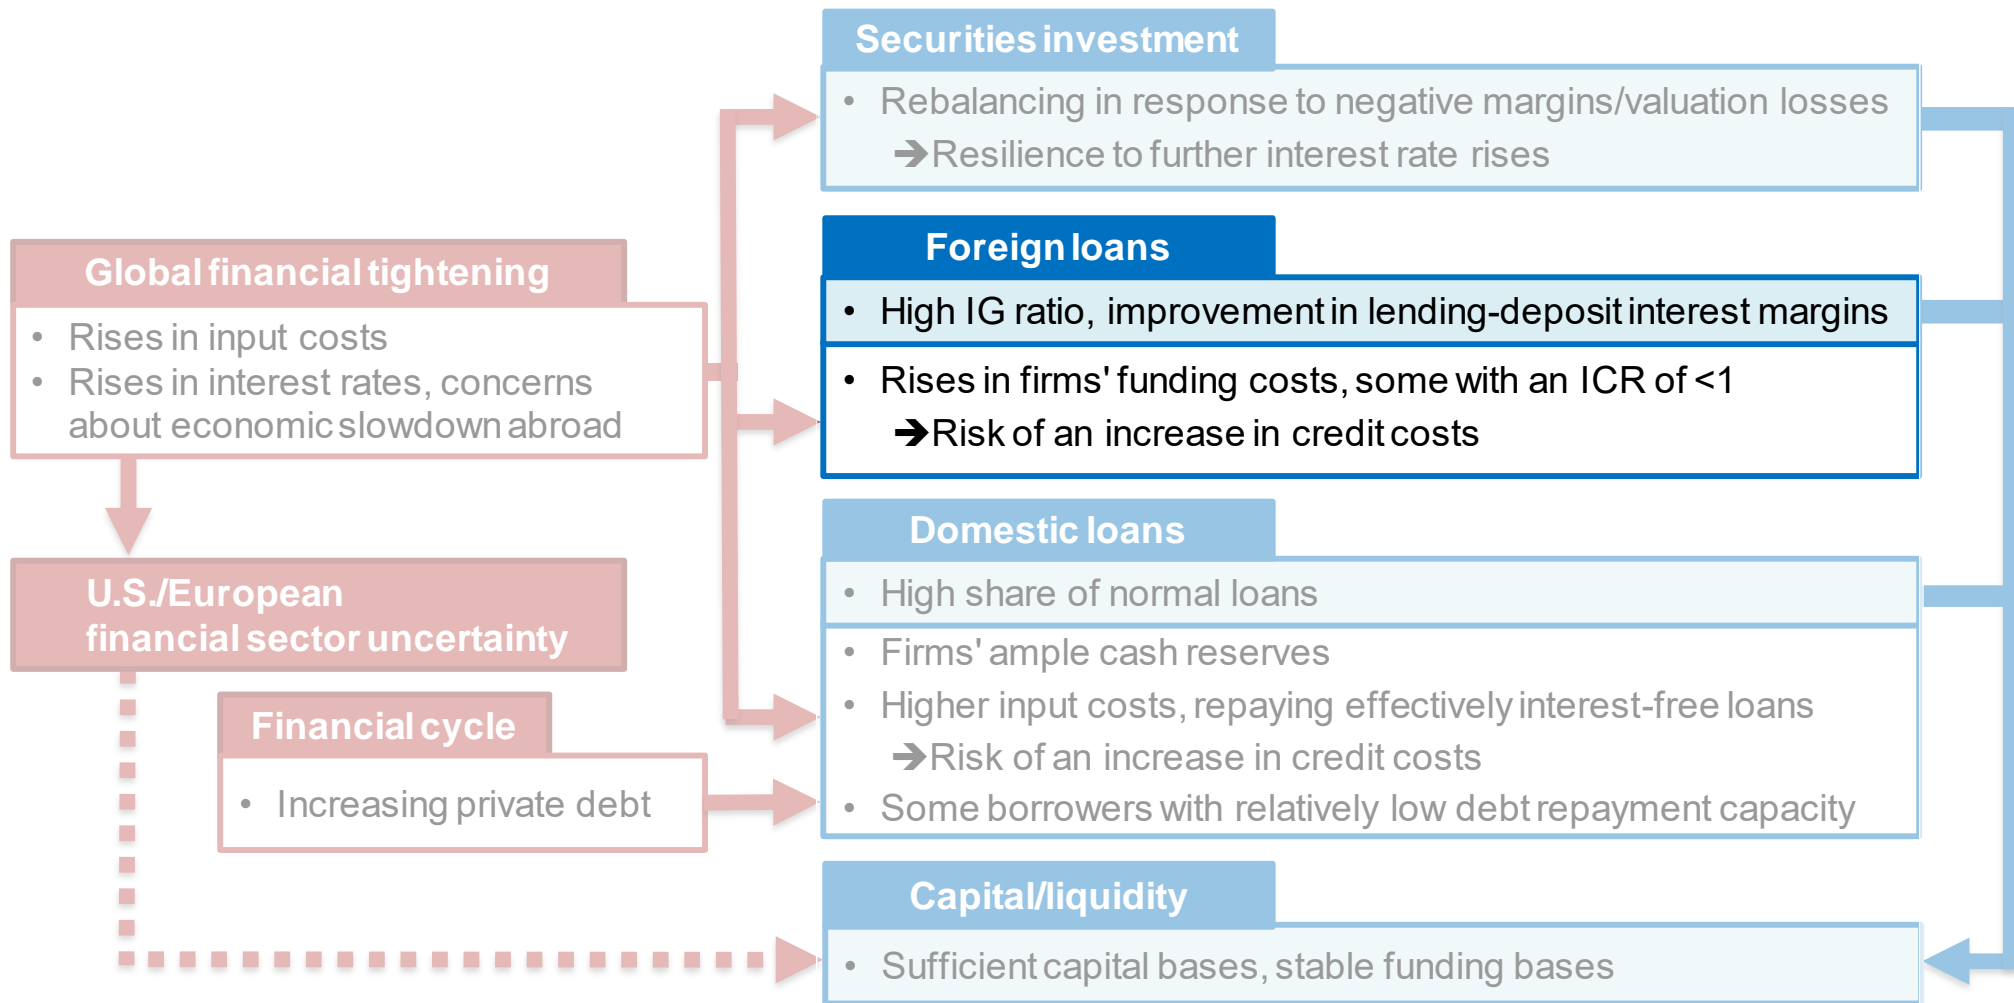 Securities investment
• Rebalancing in response to negative margins/valuation losses
➔Resilience to further interest rate rises
Foreign loans
• High IG ratio, improvement in lending-deposit interest margins
• Rises in firms' funding costs, some with an ICR of <1
➔Risk of an increase in credit costs
Global financial tightening
• Rises in input costs
• Rises in interest rates, concerns
about economic slowdown abroad
U.S./European
financial sector uncertainty
Financial cycle
• Increasing private debt
Domestic loans
• High share of normal loans
• Firms' ample cash reserves
• Higher input costs, repaying effectively interest-free loans
➔Risk of an increase in credit costs
• Some borrowers with relatively low debt repayment capacity
Capital/liquidity
• Sufficient capital bases, stable funding bases